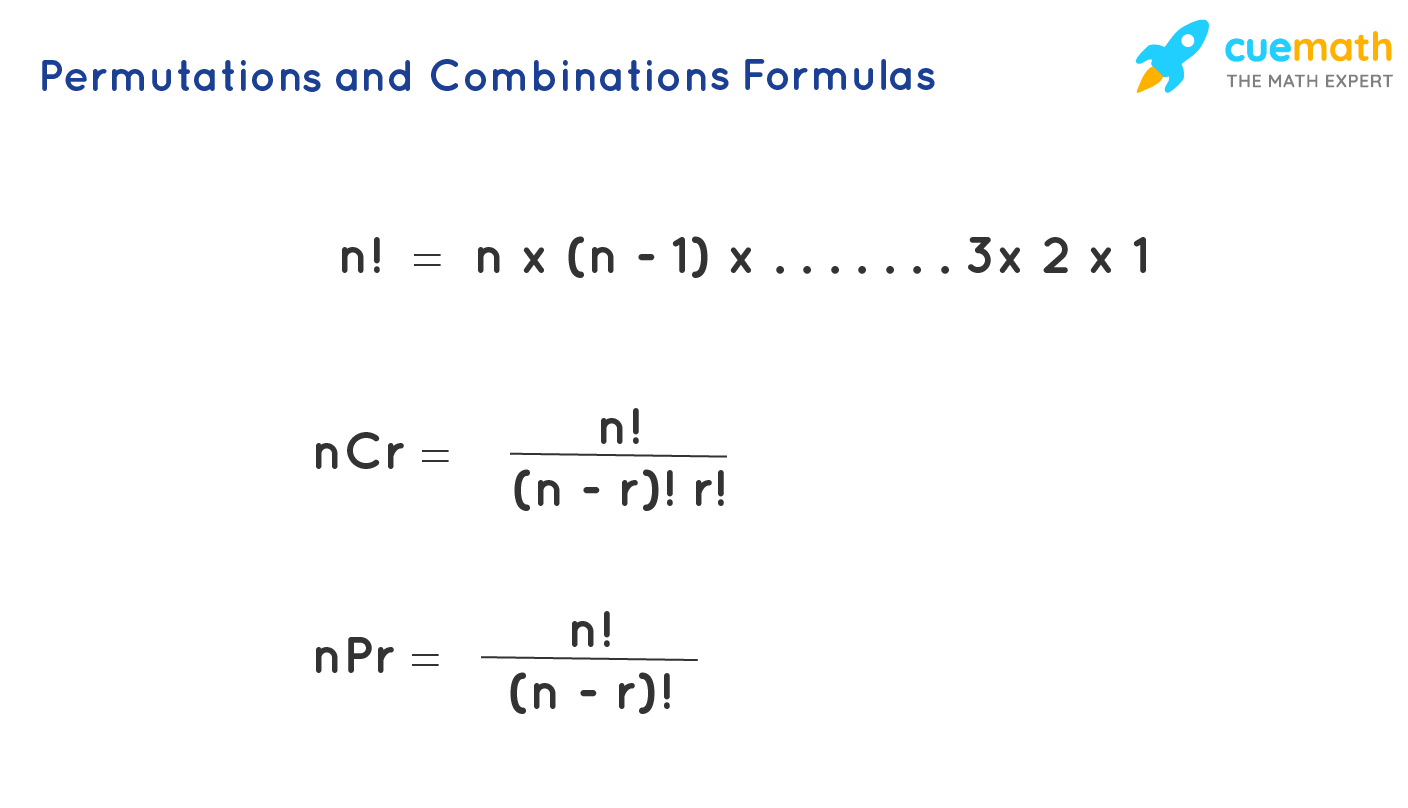 Permutations and Combinations Formulas
cuemath
THE MATH EXPERT
n! = n x (n - 1) x . . . . . . . 3x 2 x 1
nCr = n!
(n - r)! r!
nPr = n!
(n - r)!